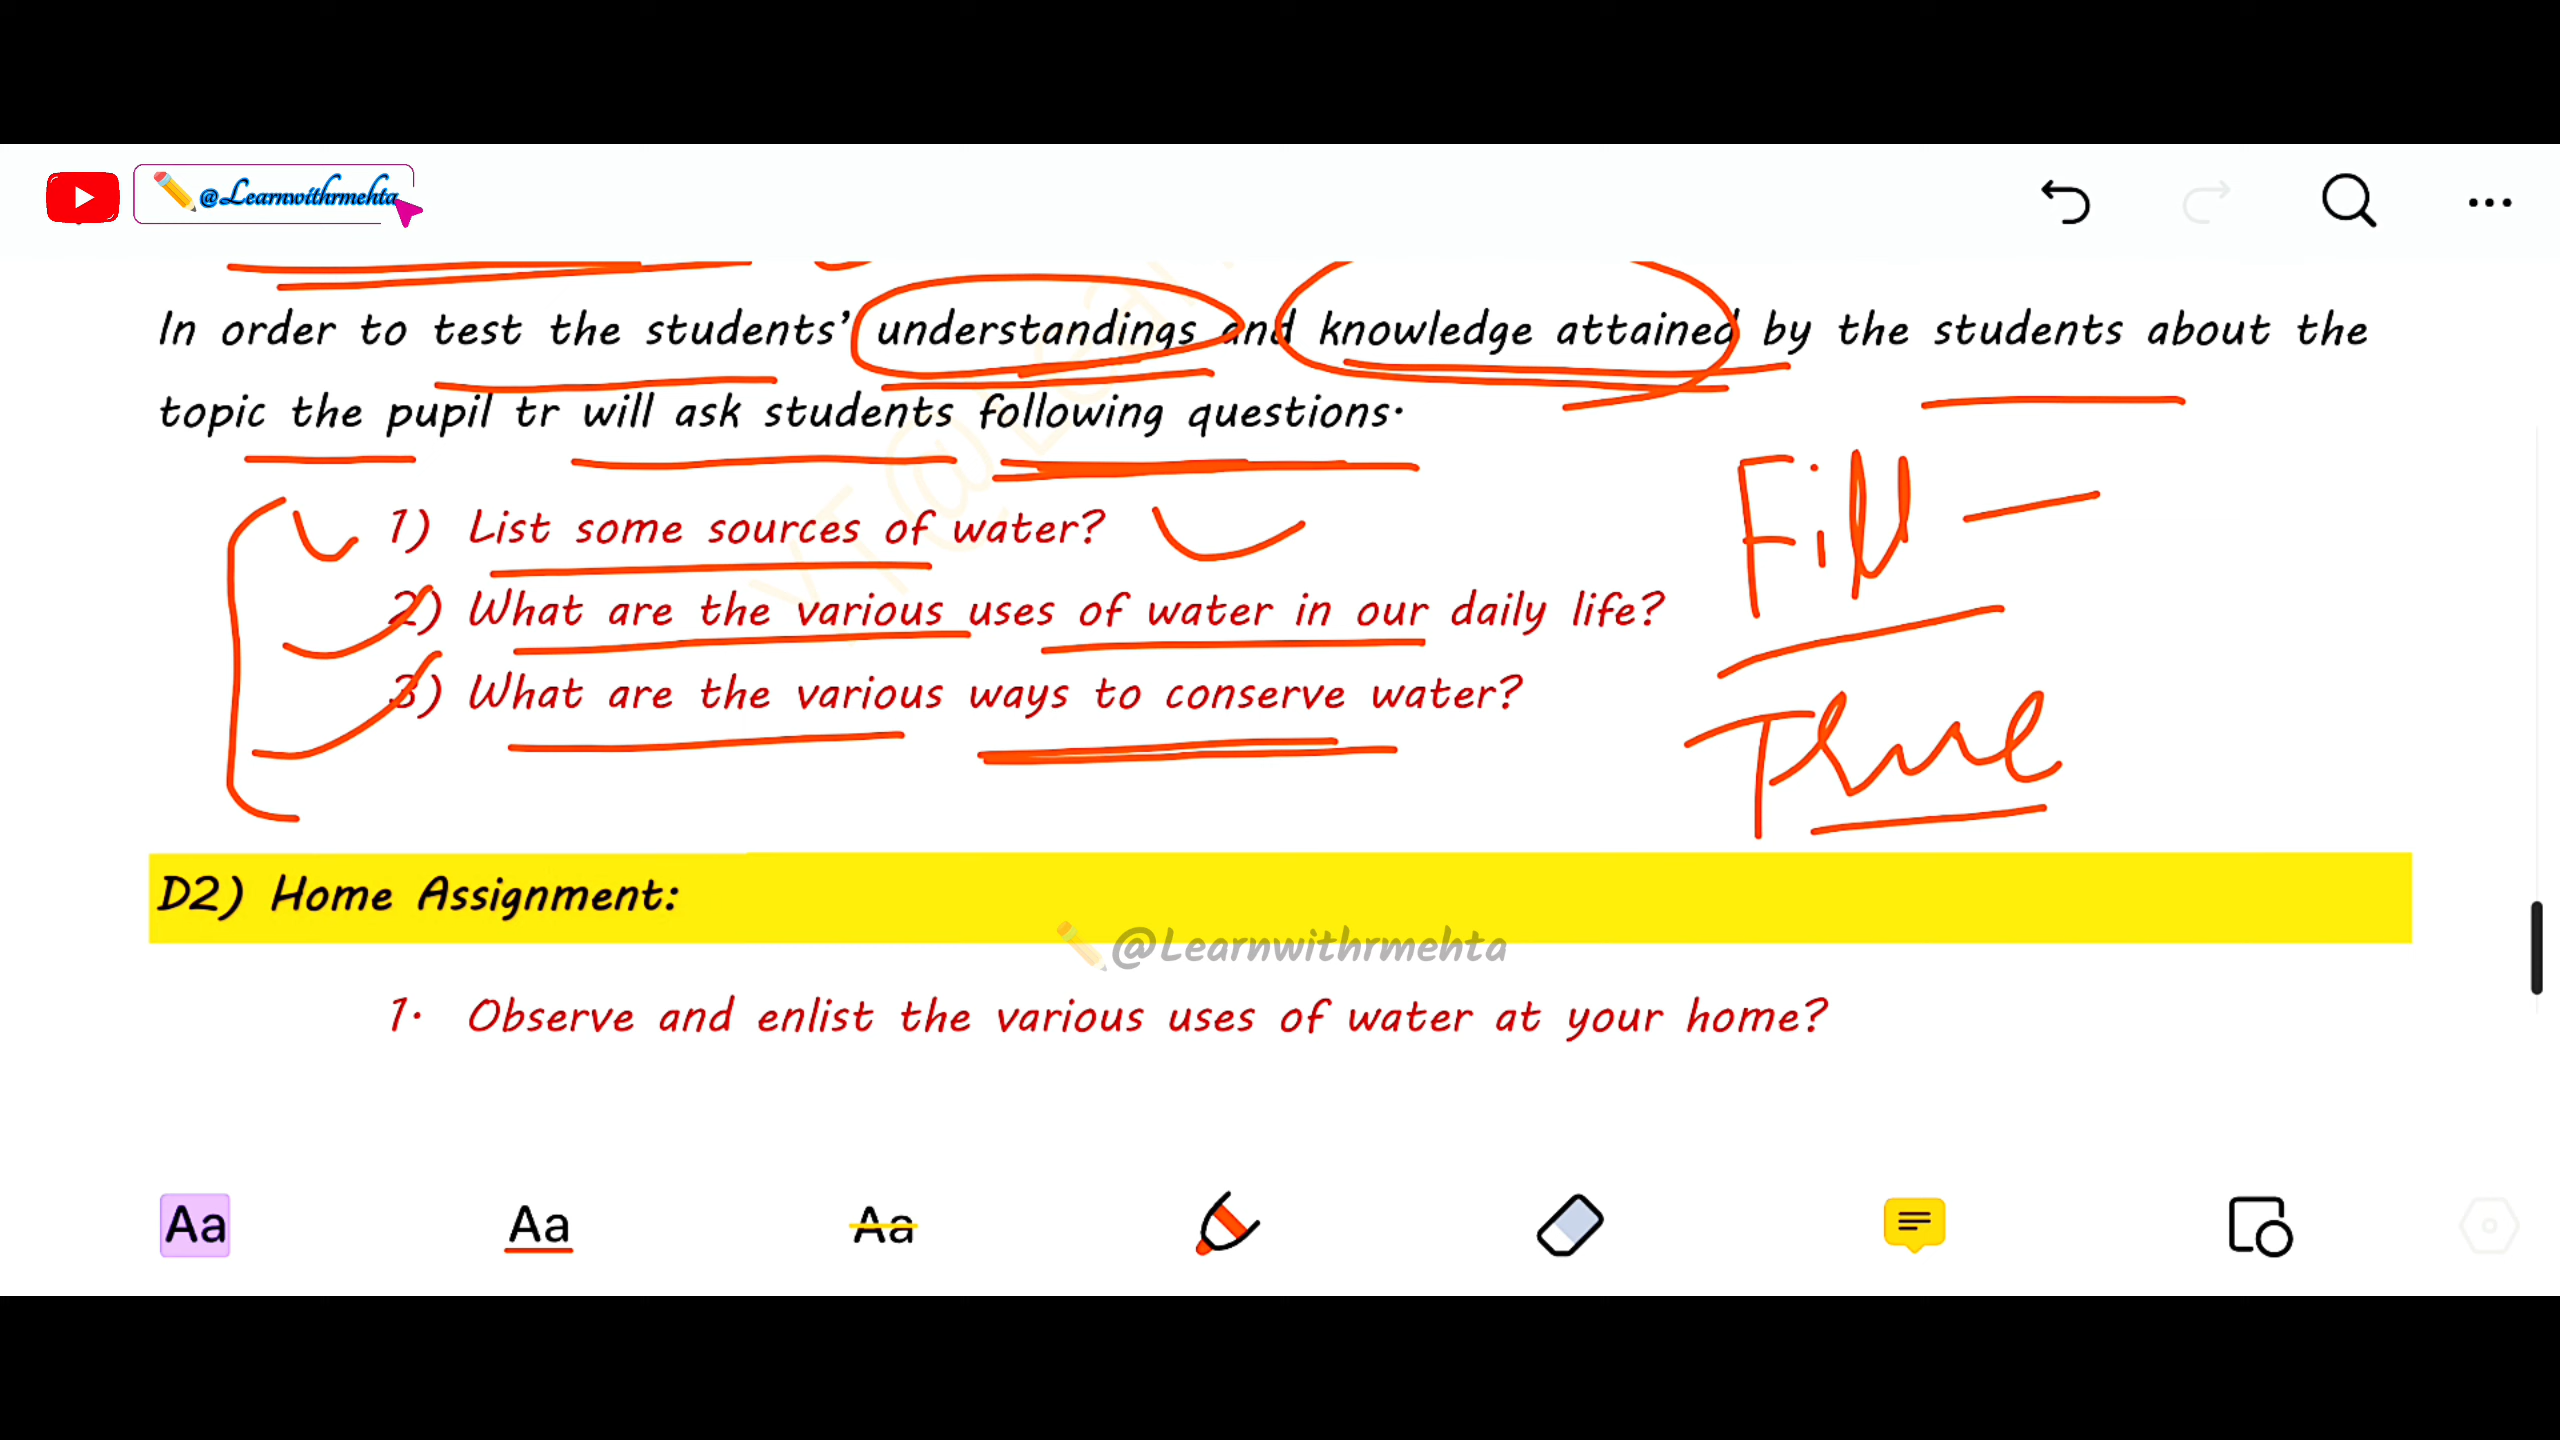 @Learnwithrmehta
In order to test the students’ understandings and knowledge attained by the students about the
topic the pupil tr will ask students following questions.
1) List some sources of water?
2) What are the various uses of water in our daily life?
3) What are the various ways to conserve water?
Fill —
True
D2) Home Assignment:
@Learnwithrmehta
1. Observe and enlist the various uses of water at your home?
Aa Aa Aa